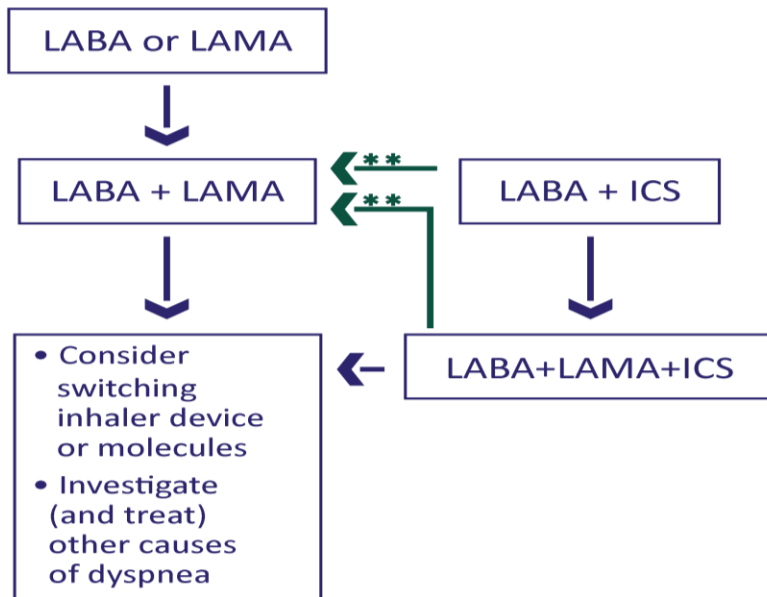 LABA or LAMA
LABA + LAMA
**
**
LABA + ICS
• Consider
switching
inhaler device
or molecules
• Investigate
(and treat)
other causes
of dyspnea
LABA+LAMA+ICS